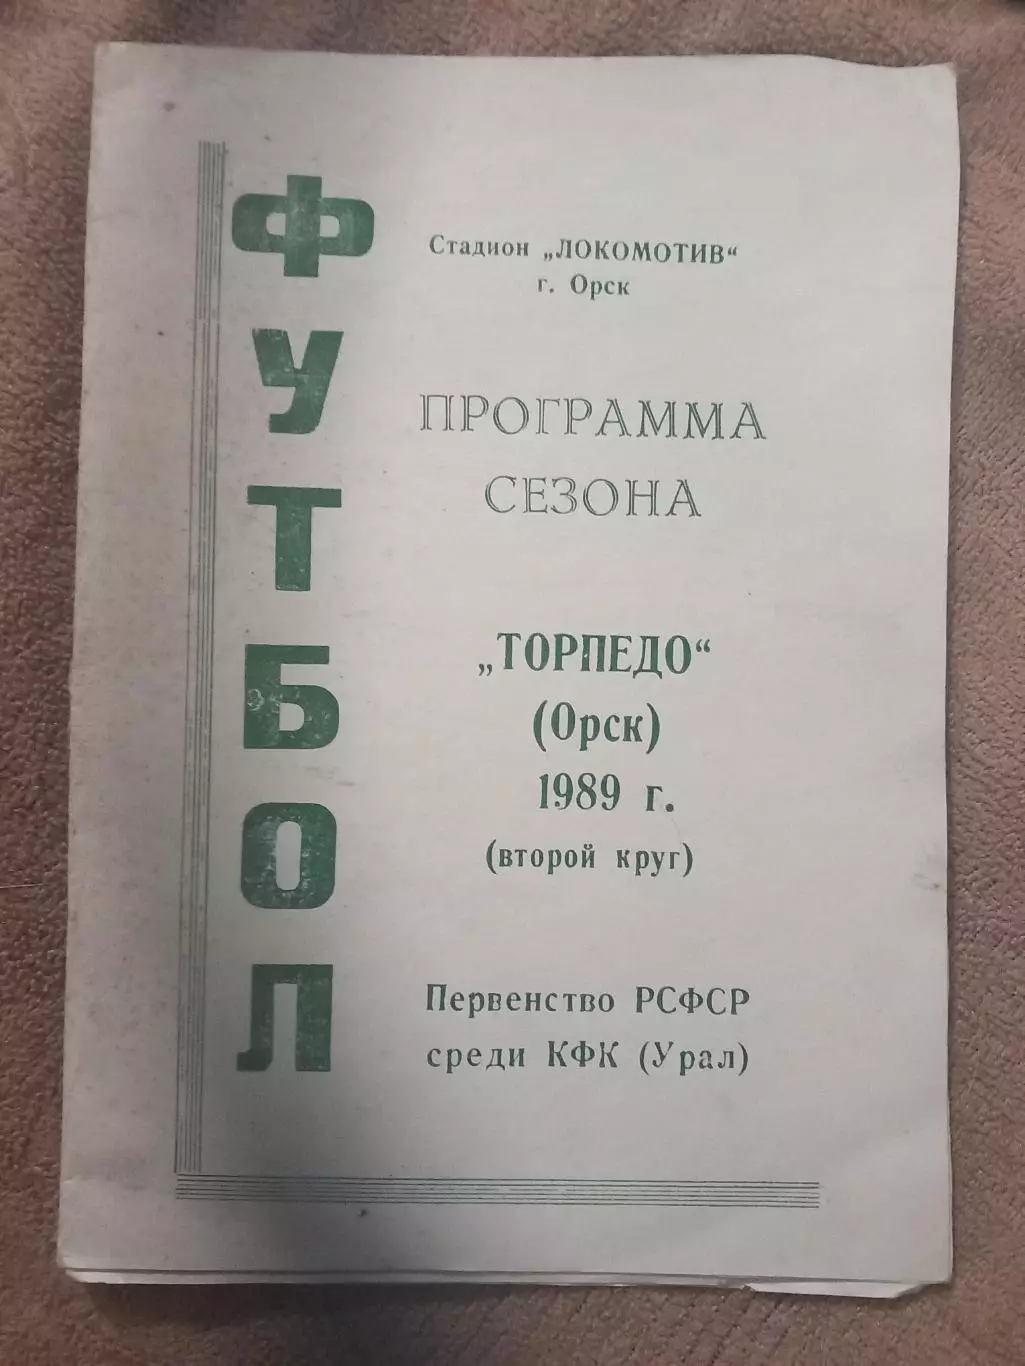 ФУТБОЛ
Стадион „ЛОКОМОТИВ“
г. Орск
ПРОГРАММА
СЕЗОНА
„ТОРПЕДО“
(Орск)
1989 г.
(второй круг)
Первенство РСФСР
среди КФК (Урал)